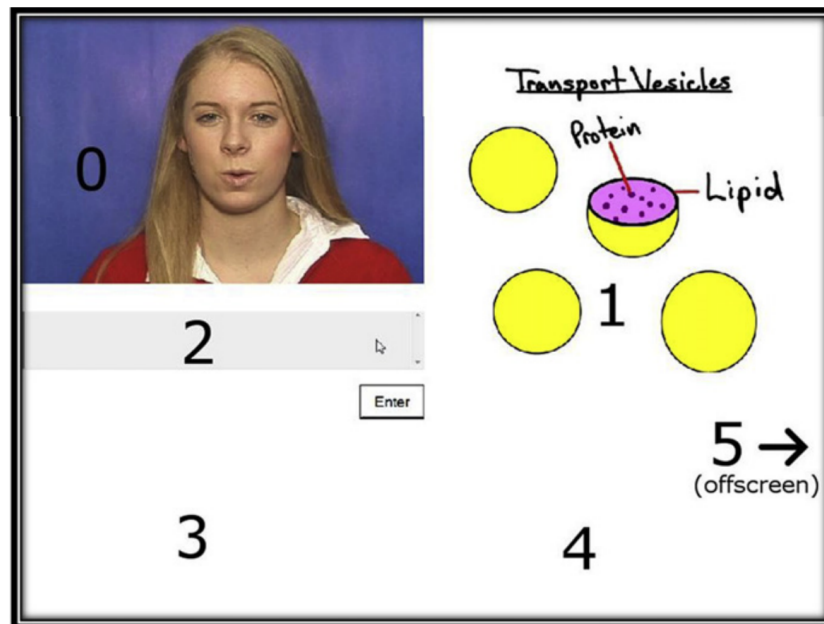 0
Transport Vesicles
Protein
Lipid
1
2
Enter
5 →
(offscreen)
3
4